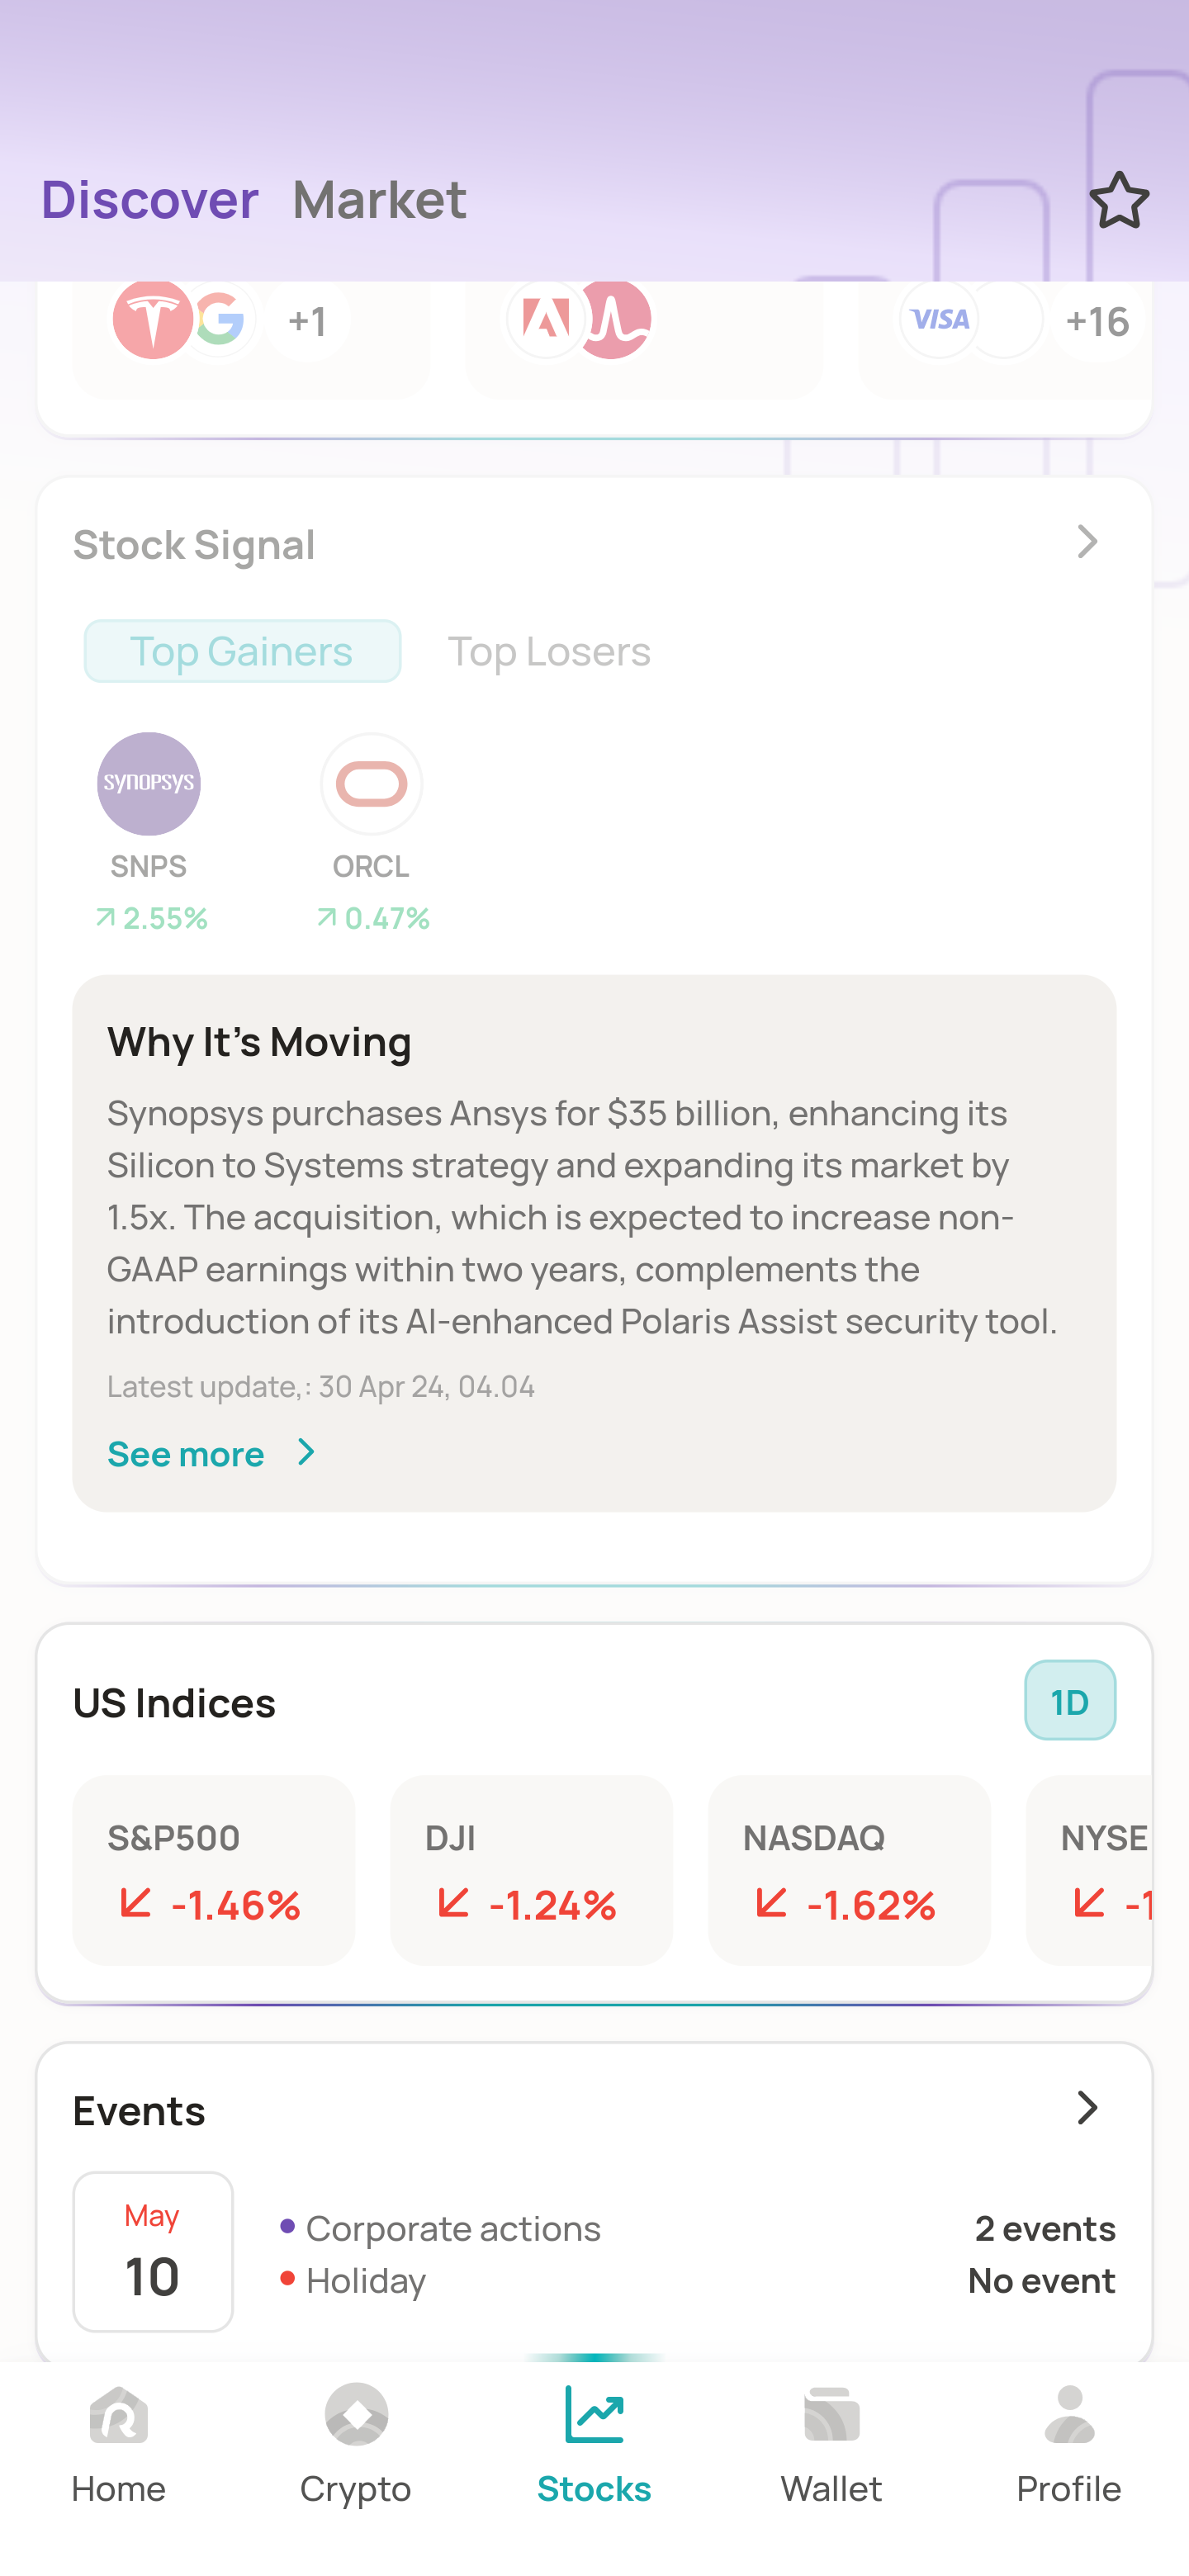 Discover Market
+1
VISA
+16
Stock Signal
Top Gainers Top Losers
SYNOPSYS
SNPS ORCL
2.55% 0.47%
Why It's Moving
Synopsys purchases Ansys for $35 billion, enhancing its
Silicon to Systems strategy and expanding its market by
1.5x. The acquisition, which is expected to increase non-
GAAP earnings within two years, complements the
introduction of its AI-enhanced Polaris Assist security tool.
Latest update,: 30 Apr 24, 04.04
See more
US Indices 1D
S&P500 DJI NASDAQ NYSE
-1.46% -1.24% -1.62% -1
Events
May
10
Corporate actions 2 events
Holiday No event
Home Crypto Stocks Wallet Profile